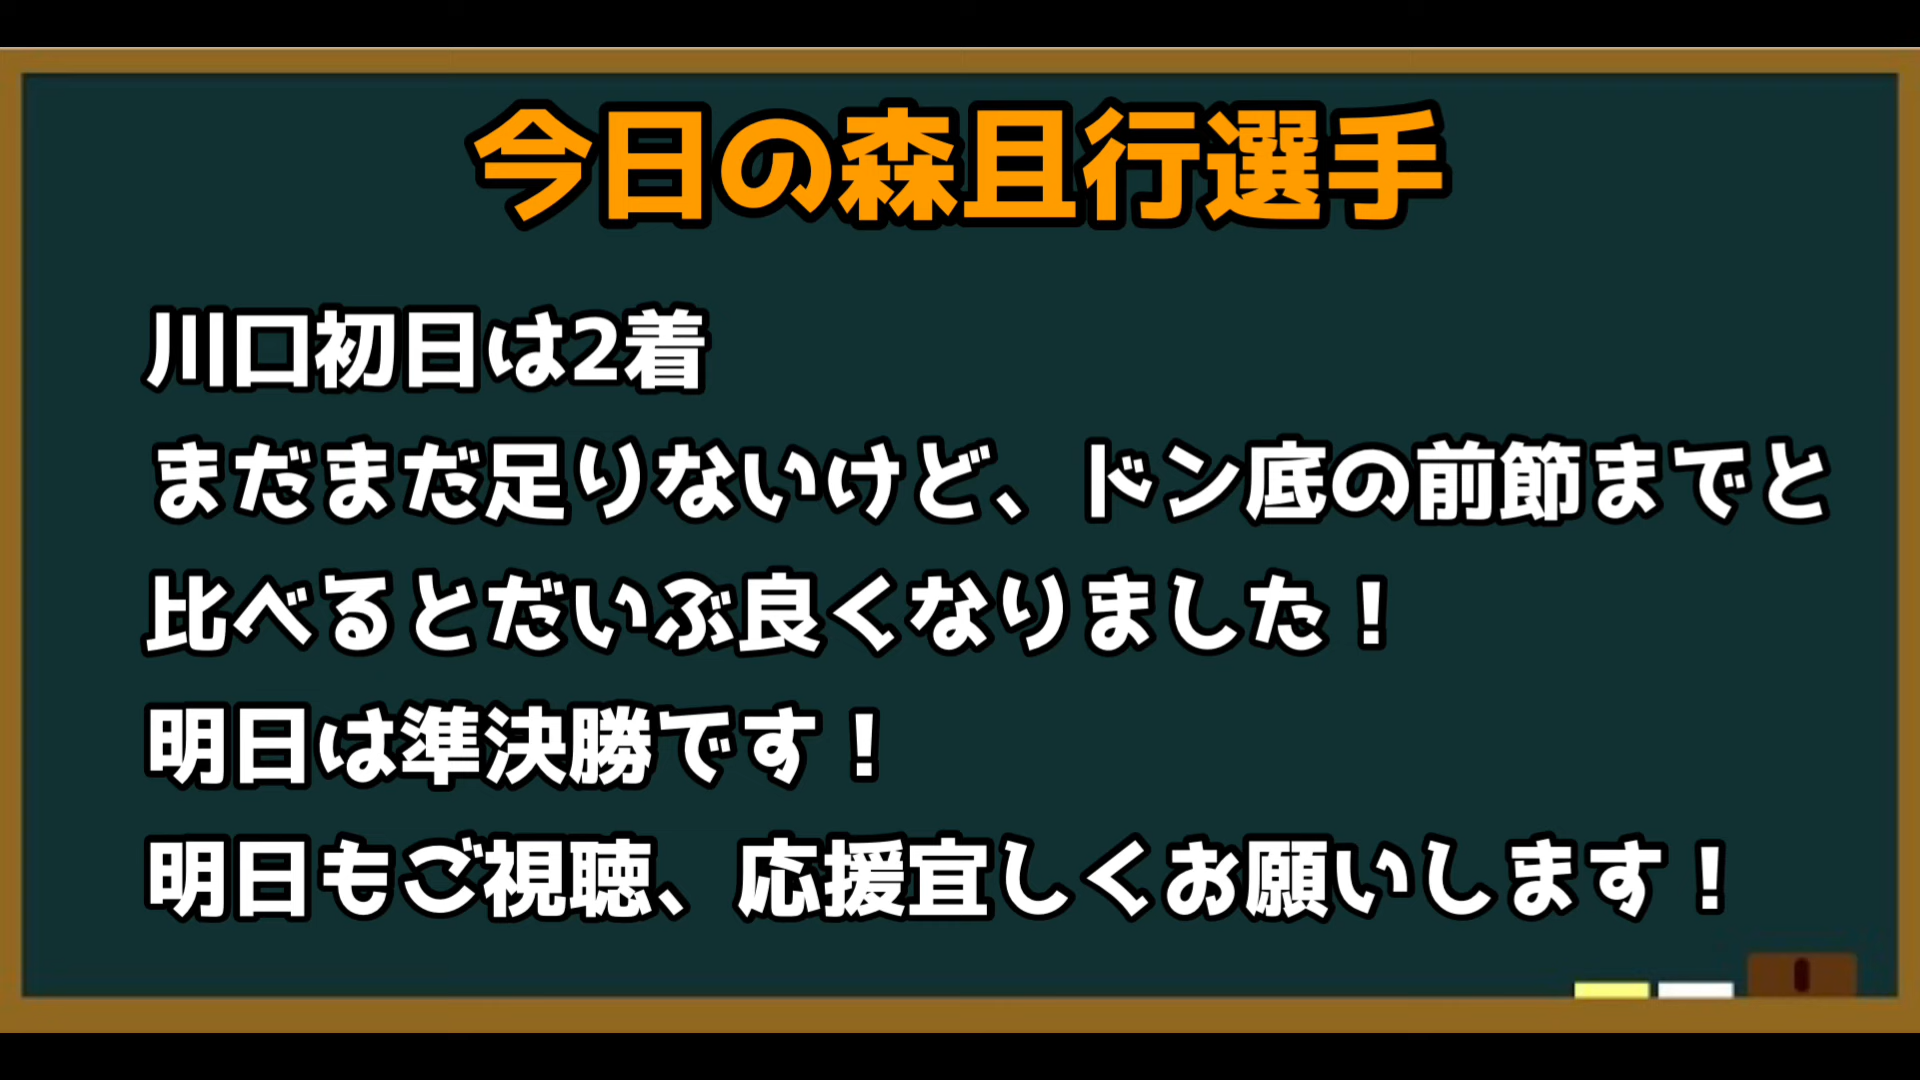 今日の森且行選手
川口初日は2着
まだまだ足りないけど、ドン底の前節までと
比べるとだいぶ良くなりました！
明日は準決勝です！
明日もご視聴、応援宜しくお願いします！